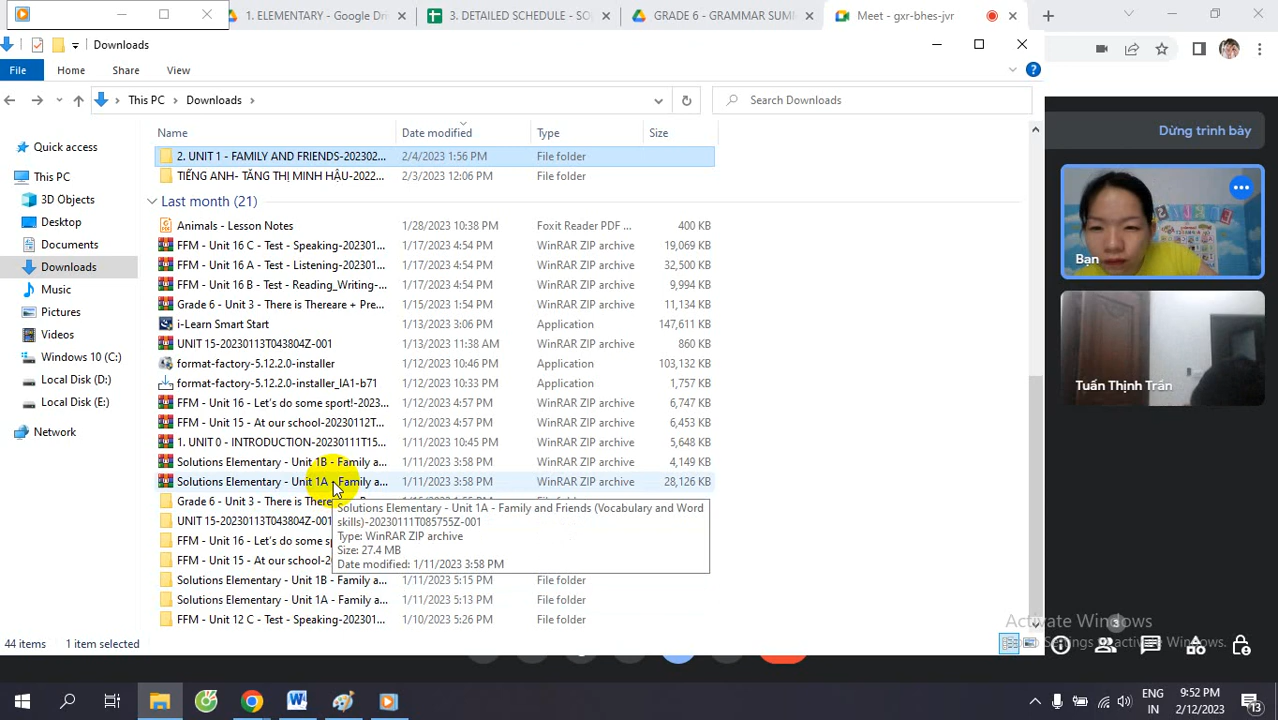 1. ELEMENTARY - Google Dri
3. DETAILED SCHEDULE - SO
GRADE 6 - GRAMMAR SUM
Meet - gxr-bhes-jvr
Downloads
File
Home
Share
View
This PC
Downloads
Search Downloads
Dừng trình bày
Name
Date modified
Type
Size
Quick access
This PC
3D Objects
Desktop
Documents
Downloads
Music
Pictures
Videos
Windows 10 (C:)
Local Disk (D:)
Local Disk (E:)
Network
2. UNIT 1 - FAMILY AND FRIENDS-202302... 2/4/2023 1:56 PM File folder
TIẾNG ANH- TĂNG THỊ MINH HẬU-2022... 2/3/2023 12:06 PM File folder
Last month (21)
Animals - Lesson Notes 1/28/2023 10:38 PM Foxit Reader PDF ... 400 KB
FFM - Unit 16 C - Test - Speaking-202301... 1/17/2023 4:54 PM WinRAR ZIP archive 19,069 KB
FFM - Unit 16 A - Test - Listening-202301... 1/17/2023 4:54 PM WinRAR ZIP archive 32,500 KB
FFM - Unit 16 B - Test - Reading_Writing-... 1/17/2023 4:54 PM WinRAR ZIP archive 9,994 KB
Grade 6 - Unit 3 - There is Thereare + Pre... 1/15/2023 1:54 PM WinRAR ZIP archive 11,134 KB
i-Learn Smart Start 1/13/2023 3:06 PM Application 147,611 KB
UNIT 15-20230113T043804Z-001 1/13/2023 11:38 AM WinRAR ZIP archive 860 KB
format-factory-5.12.2.0-installer 1/12/2023 10:46 PM Application 103,132 KB
format-factory-5.12.2.0-installer_IA1-b71 1/12/2023 10:33 PM Application 1,757 KB
FFM - Unit 16 - Let's do some sport!-2023... 1/12/2023 4:57 PM WinRAR ZIP archive 6,747 KB
FFM - Unit 15 - At our school-20230112T... 1/12/2023 4:57 PM WinRAR ZIP archive 6,453 KB
1. UNIT 0 - INTRODUCTION-20230111T15... 1/11/2023 10:45 PM WinRAR ZIP archive 5,648 KB
Solutions Elementary - Unit 1B - Family a... 1/11/2023 3:58 PM WinRAR ZIP archive 4,149 KB
Solutions Elementary - Unit 1A - Family a... 1/11/2023 3:58 PM WinRAR ZIP archive 28,126 KB
Grade 6 - Unit 3 - There is There
UNIT 15-20230113T043804Z-001
FFM - Unit 16 - Let's do some sp
FFM - Unit 15 - At our school-20
Solutions Elementary - Unit 1B - Family a... 1/11/2023 5:15 PM File folder
Solutions Elementary - Unit 1A - Family a... 1/11/2023 5:13 PM File folder
FFM - Unit 12 C - Test - Speaking-202301... 1/10/2023 5:26 PM File folder
Solutions Elementary - Unit 1A - Family and Friends (Vocabulary and Word
skills)-20230111T085755Z-001
Type: WinRAR ZIP archive
Size: 27.4 MB
Date modified: 1/11/2023 3:58 PM
44 items
1 item selected
Bạn
Tuấn Thịnh Trần
Activate Windows
3
ENG
IN
9:52 PM
2/12/2023
13